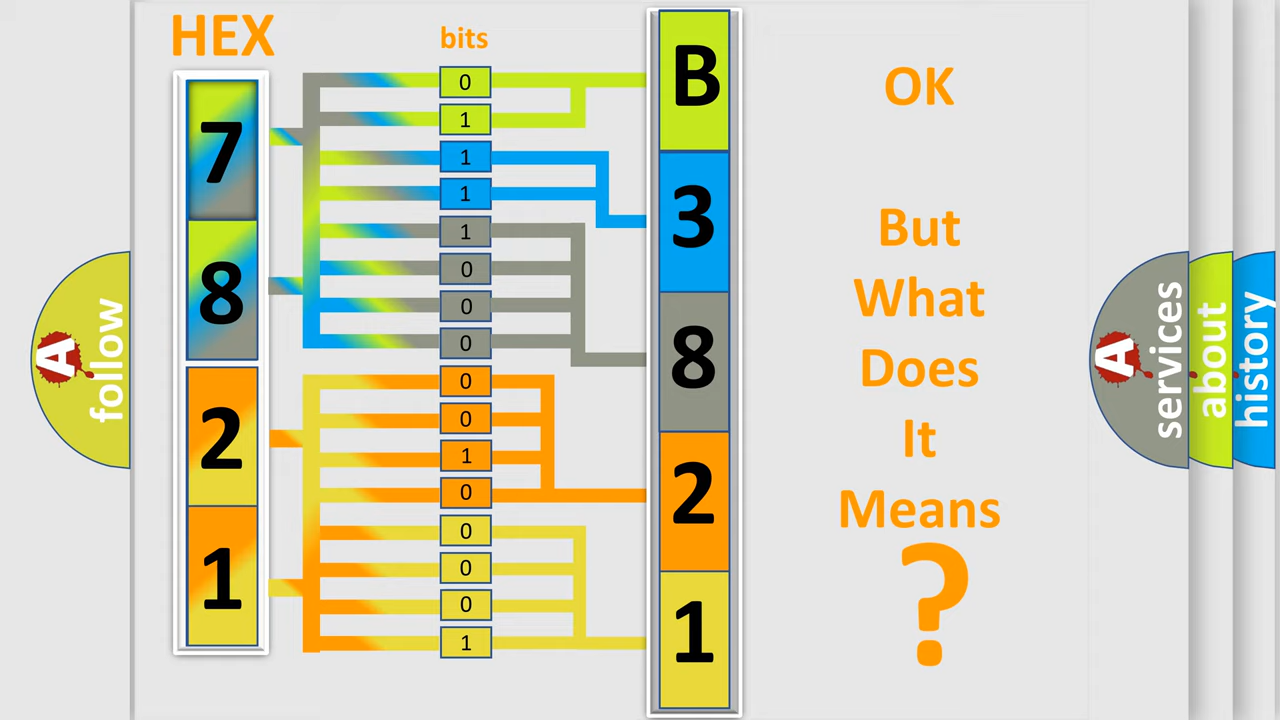 HEX
bits
7
8
2
1
0
1
1
1
1
0
0
0
0
0
1
0
0
0
0
1
B
3
8
2
1
OK
But
What
Does
It
Means
?
A
follow
A
services
about
history